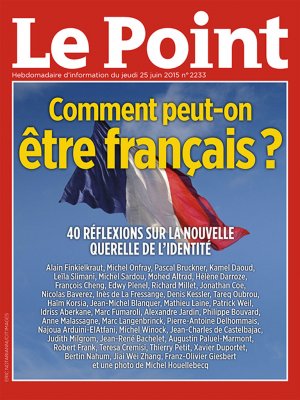 Le Point
Hebdomadaire d'information du jeudi 25 juin 2015 n°2233
Comment peut-on
être français ?
40 RÉFLEXIONS SUR LA NOUVELLE
QUERELLE DE L'IDENTITÉ
Alain Finkielkraut, Michel Onfray, Pascal Bruckner, Kamel Daoud,
Leïla Slimani, Michel Sardou, Mohed Altrad, Hélène Darroze,
François Cheng, Emmanuel Pierrat, Richard Millet, Jonathan Coe,
Nicolas Baverez, Inès de La Fressange, Denis Kessler, Tareq Oubrou,
Haïm Korsia, Jean-Michel Blanquer, Mathieu Laine, Patrick Weil,
Idriss Aberkane, Marc Fumaroli, Alexandre Jardin, Philippe Bouvard,
Anne Malassagne, Marc Langenbrinck, Pierre-Antoine Delhommais,
Najoua Arduini-ElAtfani, Michel Winock, Jean-Charles de Castelbajac,
Judith Milgrom, Jean-René Bachelet, Augustin Paluel-Marmont,
Robert Frank, Teresa Cremisi, Thierry Petit, Xavier Duportet,
Bertin Nahum, Jiai Wei Zhang, Franz-Olivier Giesbert
et une photo de Michel Houellebecq